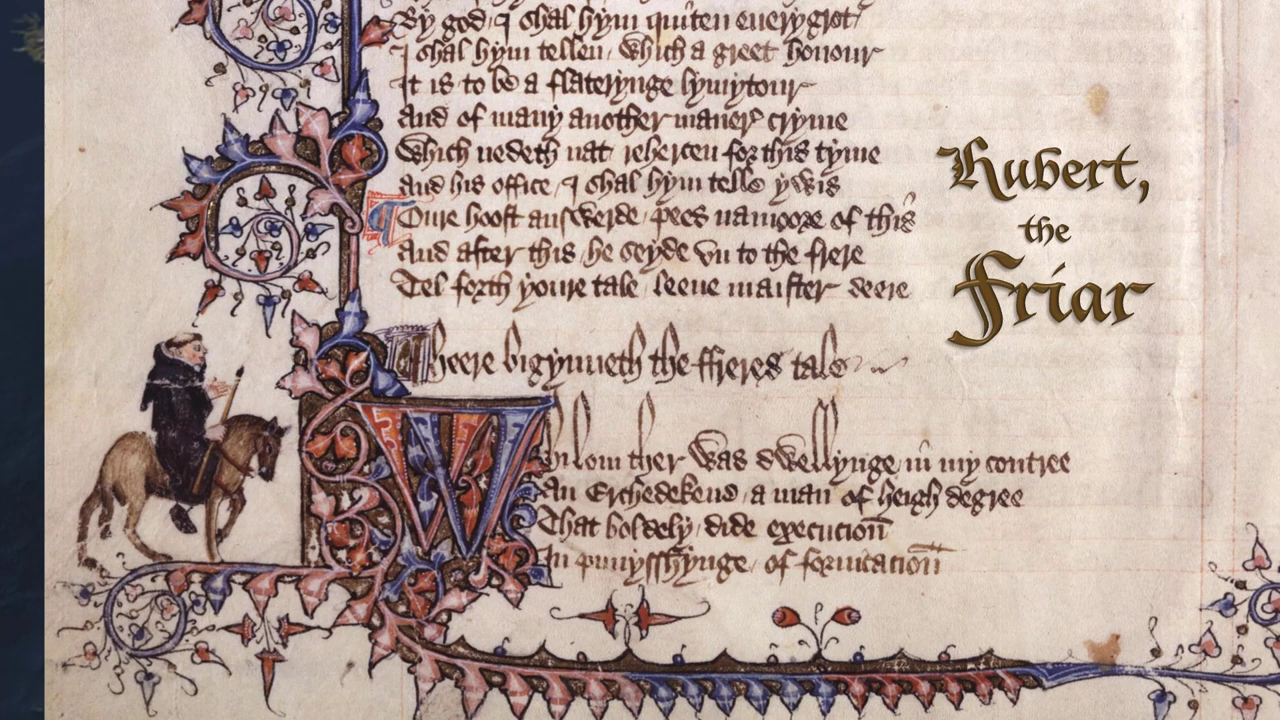 By god I shal hym quiten euery grot
I shal hym tellen which a greet honour
It is to be a flaterynge lymytour
And of many another maner cryme
Which nedeth nat rehercen for this tyme
And his office I shal hym telle ywis
Oure hoost answerde pees namoore of this
And after this he seyde vn to the frere
Tel forth youre tale leeue maister deere
Heere bigynneth the ffreres tale
Whilom ther was dwellynge in my contree
An Erchedekene a man of heigh degree
That boldely dide execucion
In punysshynge of fornicacion
Hubert,
the
Friar